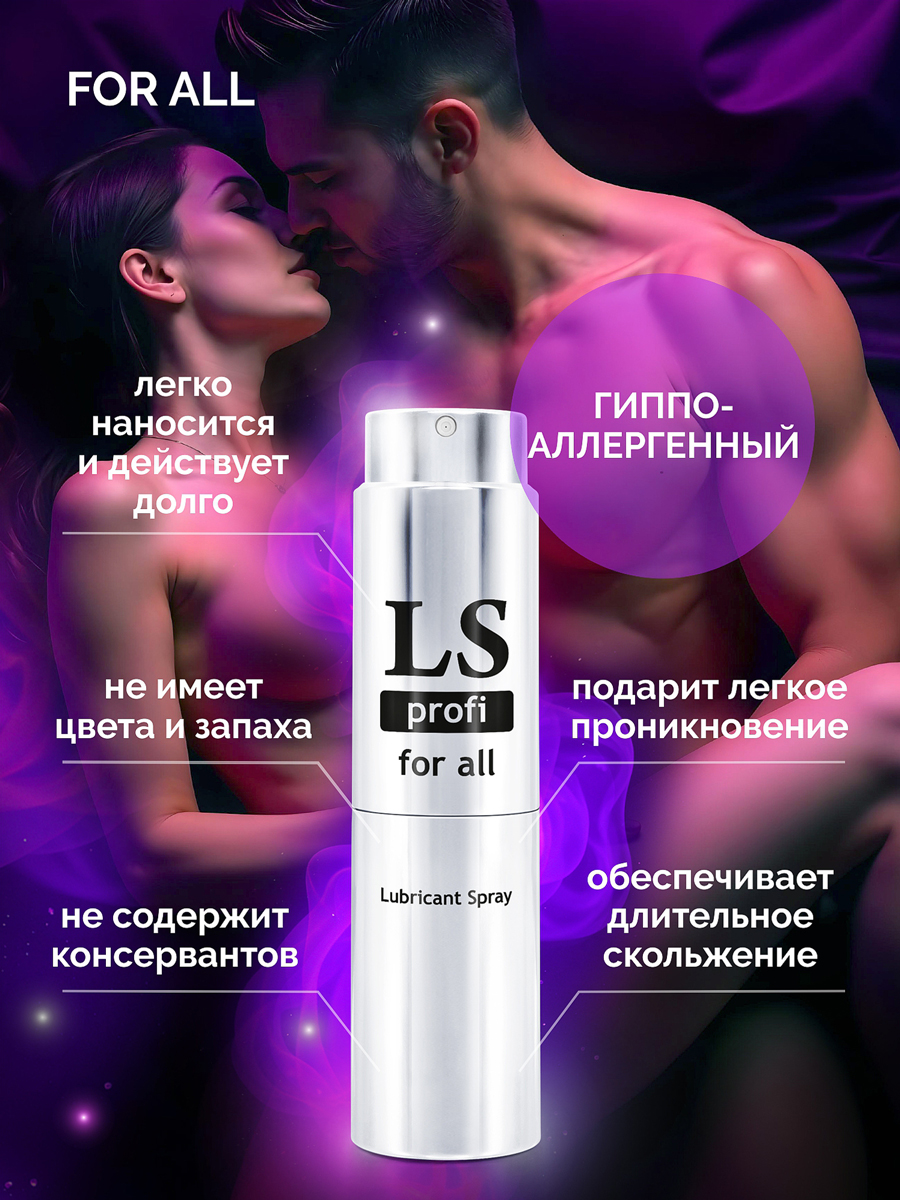 FOR ALL
легко
наносится
и действует
долго
ГИППО-
АЛЛЕРГЕННЫЙ
LS
profi
for all
не имеет
цвета и запаха
подарит легкое
проникновение
Lubricant Spray
не содержит
консервантов
обеспечивает
длительное
скольжение